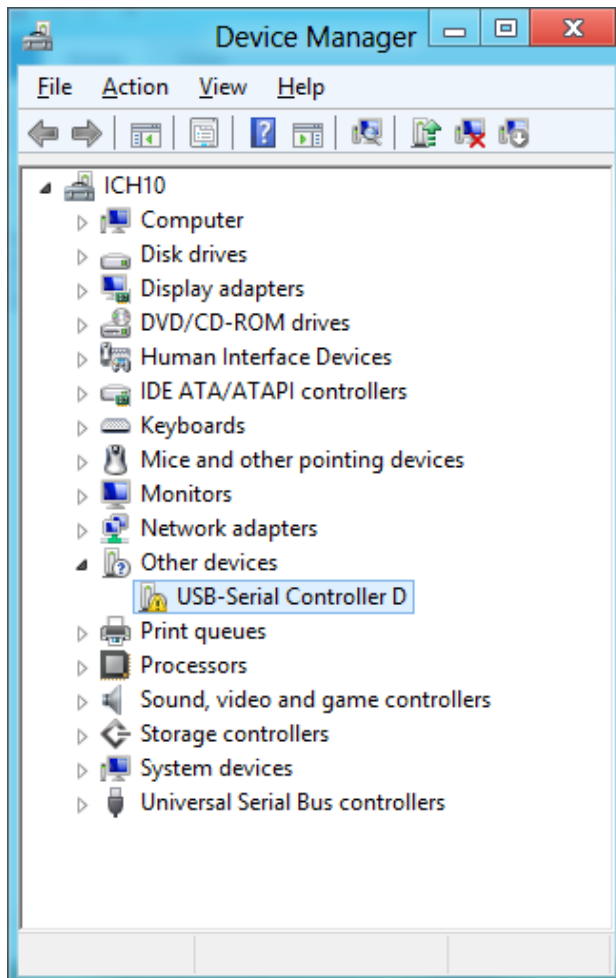 Device Manager
File Action View Help
ICH10
Computer
Disk drives
Display adapters
DVD/CD-ROM drives
Human Interface Devices
IDE ATA/ATAPI controllers
Keyboards
Mice and other pointing devices
Monitors
Network adapters
Other devices
USB-Serial Controller D
Print queues
Processors
Sound, video and game controllers
Storage controllers
System devices
Universal Serial Bus controllers